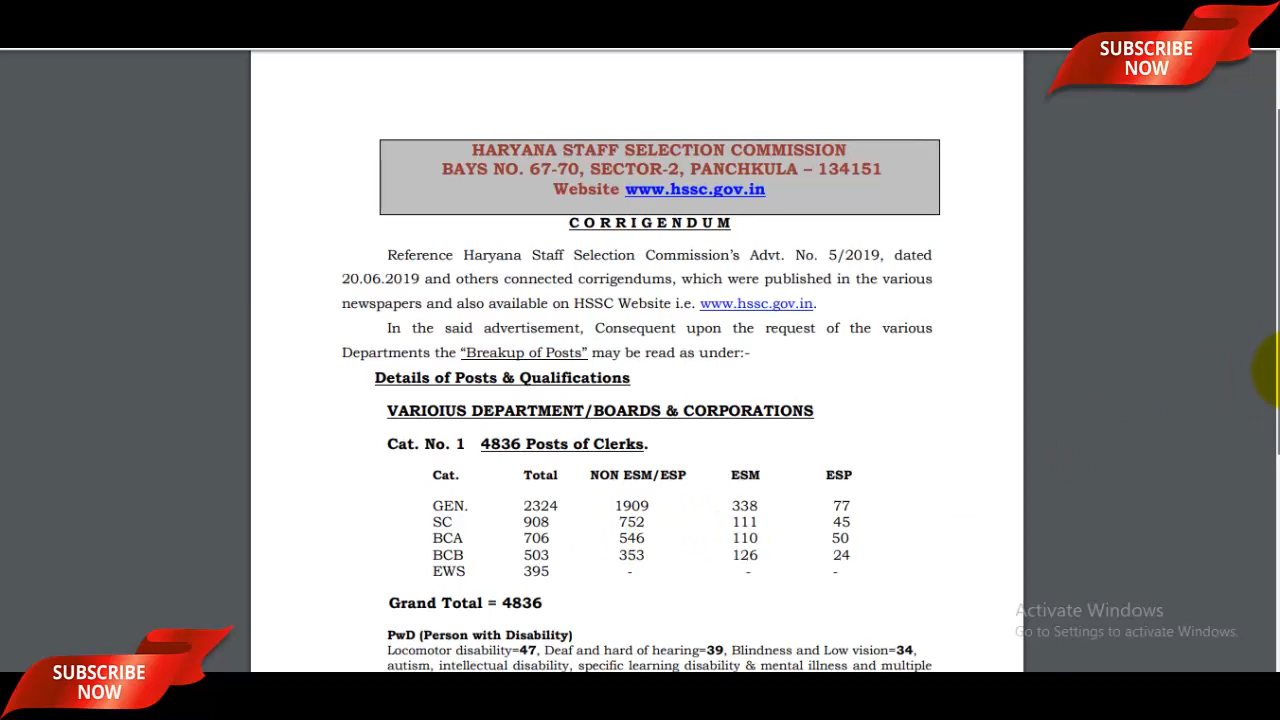 SUBSCRIBE
NOW
HARYANA STAFF SELECTION COMMISSION
BAYS NO. 67-70, SECTOR-2, PANCHKULA – 134151
Website www.hssc.gov.in
CORRIGENDUM
Reference Haryana Staff Selection Commission's Advt. No. 5/2019, dated
20.06.2019 and others connected corrigendums, which were published in the various
newspapers and also available on HSSC Website i.e. www.hssc.gov.in.
In the said advertisement, Consequent upon the request of the various
Departments the “Breakup of Posts” may be read as under:-
Details of Posts & Qualifications
VARIOIUS DEPARTMENT/BOARDS & CORPORATIONS
Cat. No. 1 4836 Posts of Clerks.
Cat. Total NON ESM/ESP ESM ESP
GEN. 2324 1909 338 77
SC 908 752 111 45
BCA 706 546 110 50
BCB 503 353 126 24
EWS 395 - - -
Grand Total = 4836
PwD (Person with Disability)
Locomotor disability=47, Deaf and hard of hearing=39, Blindness and Low vision=34,
autism, intellectual disability, specific learning disability & mental illness and multiple
Activate Windows
Go to Settings to activate Windows.
SUBSCRIBE
NOW